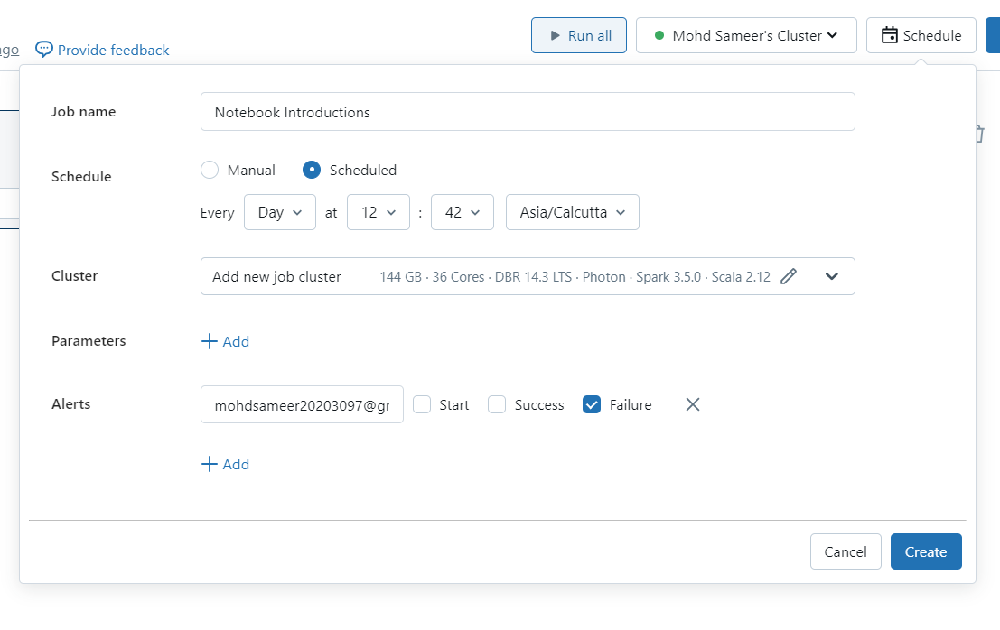 Run all
Mohd Sameer's Cluster
Schedule
ago
Provide feedback
Job name
Notebook Introductions
Schedule
Manual
Scheduled
Every
Day
at
12
:
42
Asia/Calcutta
Cluster
Add new job cluster
144 GB · 36 Cores · DBR 14.3 LTS · Photon · Spark 3.5.0 · Scala 2.12
Parameters
Add
Alerts
mohdsameer20203097@gr
Start
Success
Failure
Add
Cancel
Create